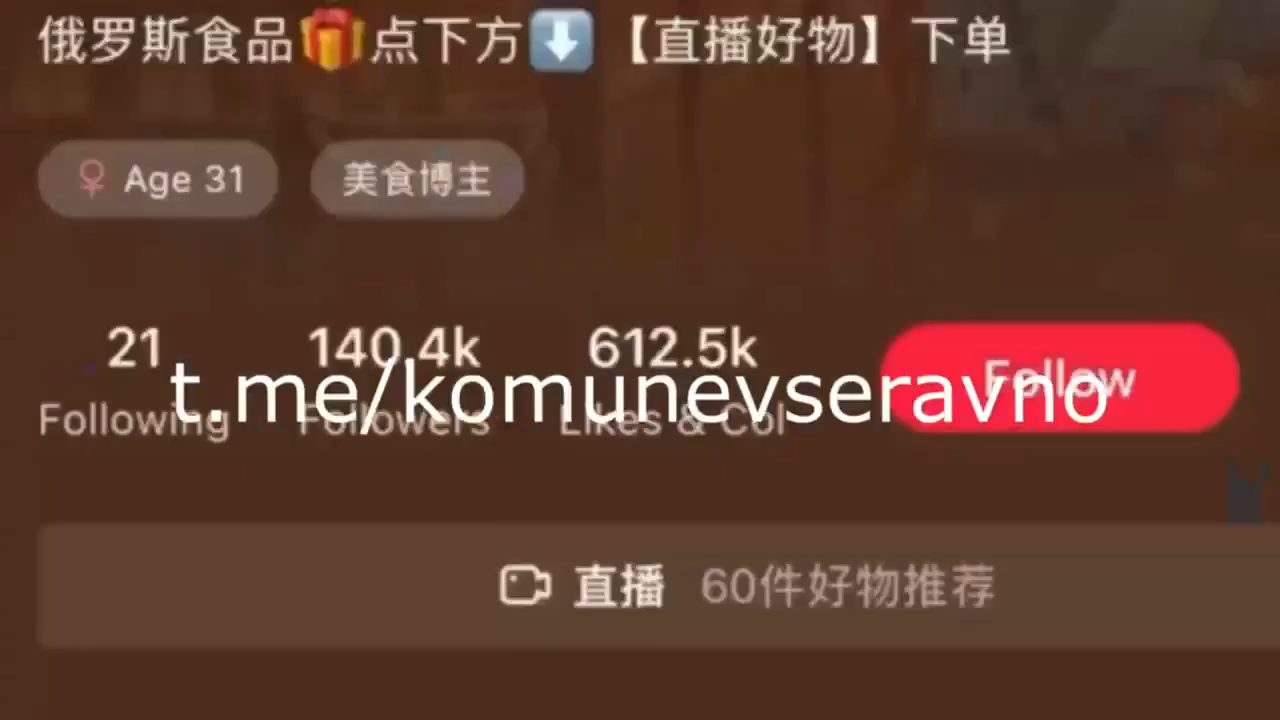 俄罗斯食品🎁点下方⬇️【直播好物】下单
♀ Age 31 美食博主
21 140.4k 612.5k
Follow
t.me/komunevseravno
Following Followers Likes & Col
直播 60件好物推荐